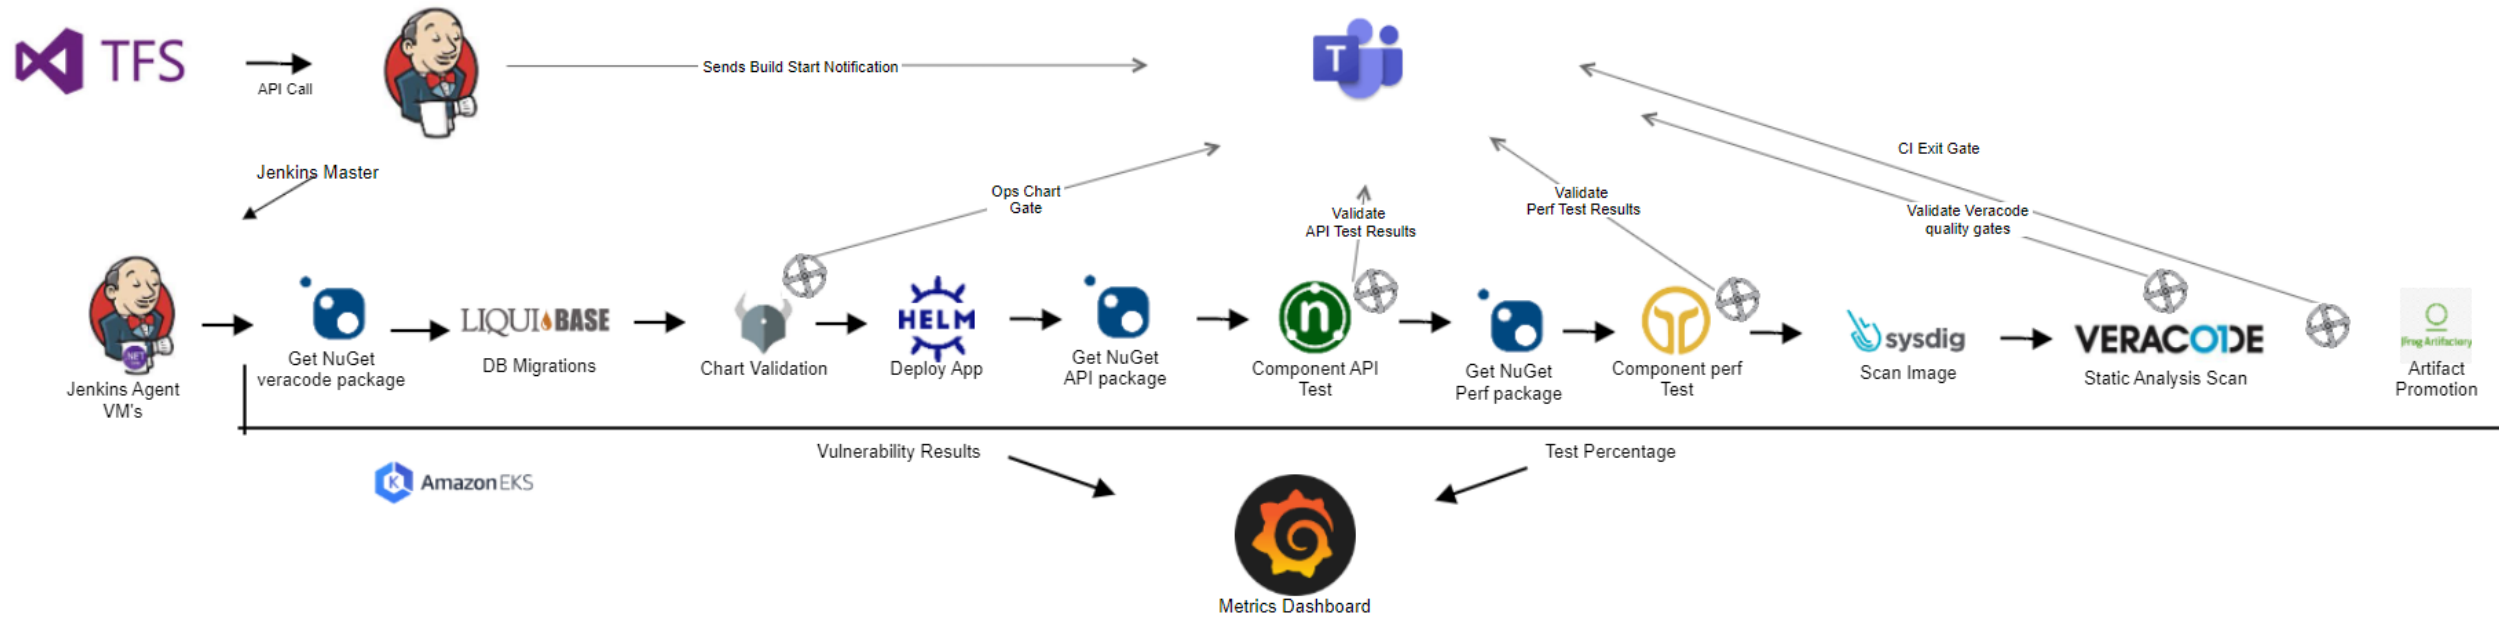 TFS
API Call
Sends Build Start Notification
T
CI Exit Gate
Jenkins Master
Ops Chart
Gate
Validate
API Test Results
Validate
Perf Test Results
Validate Veracode
quality gates
.NET
Jenkins Agent
VM's
Get NuGet
veracode package
LIQUIBASE
DB Migrations
Chart Validation
HELM
Deploy App
Get NuGet
API package
n
Component API
Test
Get NuGet
Perf package
Component perf
Test
sysdig
Scan Image
VERACODE
Static Analysis Scan
JFrog Artifactory
Artifact
Promotion
Vulnerability Results
Test Percentage
K
Amazon EKS
Metrics Dashboard